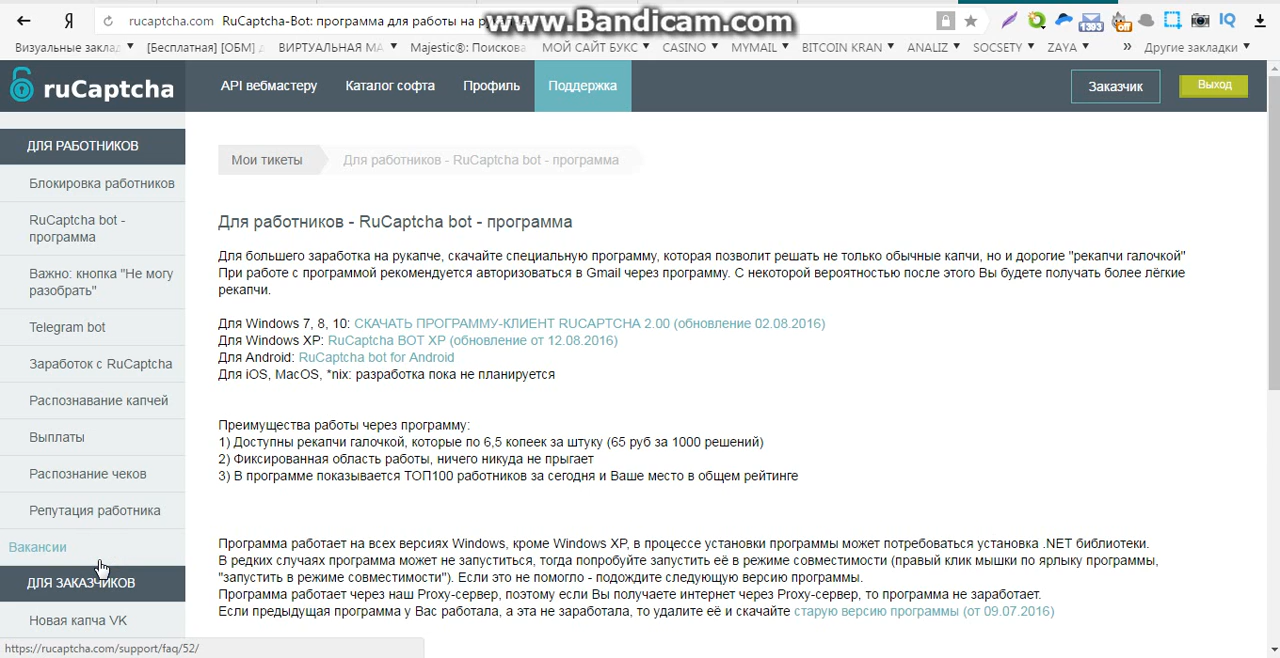 Я rucaptcha.com RuCaptcha-Bot: программа для работы на
www.Bandicam.com
Визуальные заклад [Бесплатная] [ОБМ] ВИРТУАЛЬНАЯ МА Majestic®: Поискова МОЙ САЙТ БУКС CASINO MYMAIL BITCOIN KRAN ANALIZ SOCSETY ZAYA » Другие закладки
ruCaptcha API вебмастеру Каталог софта Профиль Поддержка Заказчик Выход
ДЛЯ РАБОТНИКОВ
Блокировка работников
RuCaptcha bot -
программа
Важно: кнопка "Не могу
разобрать"
Telegram bot
Заработок с RuCaptcha
Распознавание капчей
Выплаты
Распознание чеков
Репутация работника
Вакансии
ДЛЯ ЗАКАЗЧИКОВ
Новая капча VK
https://rucaptcha.com/support/faq/52/
Мои тикеты Для работников - RuCaptcha bot - программа
Для работников - RuCaptcha bot - программа
Для большего заработка на рукапче, скачайте специальную программу, которая позволит решать не только обычные капчи, но и дорогие "рекапчи галочкой"
При работе с программой рекомендуется авторизоваться в Gmail через программу. С некоторой вероятностью после этого Вы будете получать более лёгкие
рекапчи.
Для Windows 7, 8, 10: СКАЧАТЬ ПРОГРАММУ-КЛИЕНТ RUCAPTCHA 2.00 (обновление 02.08.2016)
Для Windows XP: RuCaptcha BOT XP (обновление от 12.08.2016)
Для Android: RuCaptcha bot for Android
Для iOS, MacOS, *nix: разработка пока не планируется
Преимущества работы через программу:
1) Доступны рекапчи галочкой, которые по 6,5 копеек за штуку (65 руб за 1000 решений)
2) Фиксированная область работы, ничего никуда не прыгает
3) В программе показывается ТОП100 работников за сегодня и Ваше место в общем рейтинге
Программа работает на всех версиях Windows, кроме Windows XP, в процессе установки программы может потребоваться установка .NET библиотеки.
В редких случаях программа может не запуститься, тогда попробуйте запустить её в режиме совместимости (правый клик мышки по ярлыку программы,
"запустить в режиме совместимости"). Если это не помогло - подождите следующую версию программы.
Программа работает через наш Proxy-сервер, поэтому если Вы получаете интернет через Proxy-сервер, то программа не заработает.
Если предыдущая программа у Вас работала, а эта не заработала, то удалите её и скачайте старую версию программы (от 09.07.2016)